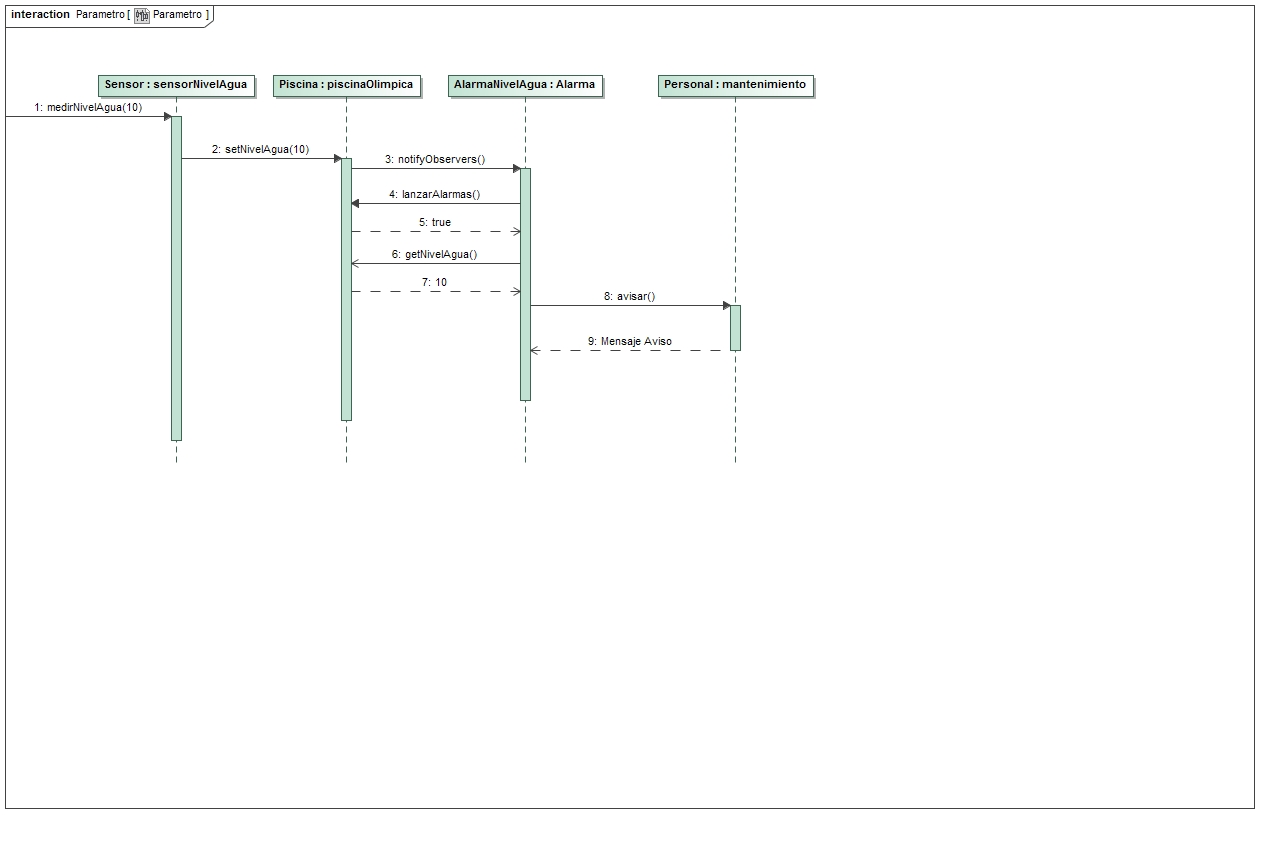 interaction Parametro [ Parametro ]
Sensor : sensorNivelAgua
Piscina : piscinaOlimpica
AlarmaNivelAgua : Alarma
Personal : mantenimiento
1: medirNivelAgua(10)
2: setNivelAgua(10)
3: notifyObservers()
4: lanzarAlarmas()
5: true
6: getNivelAgua()
7: 10
8: avisar()
9: Mensaje Aviso